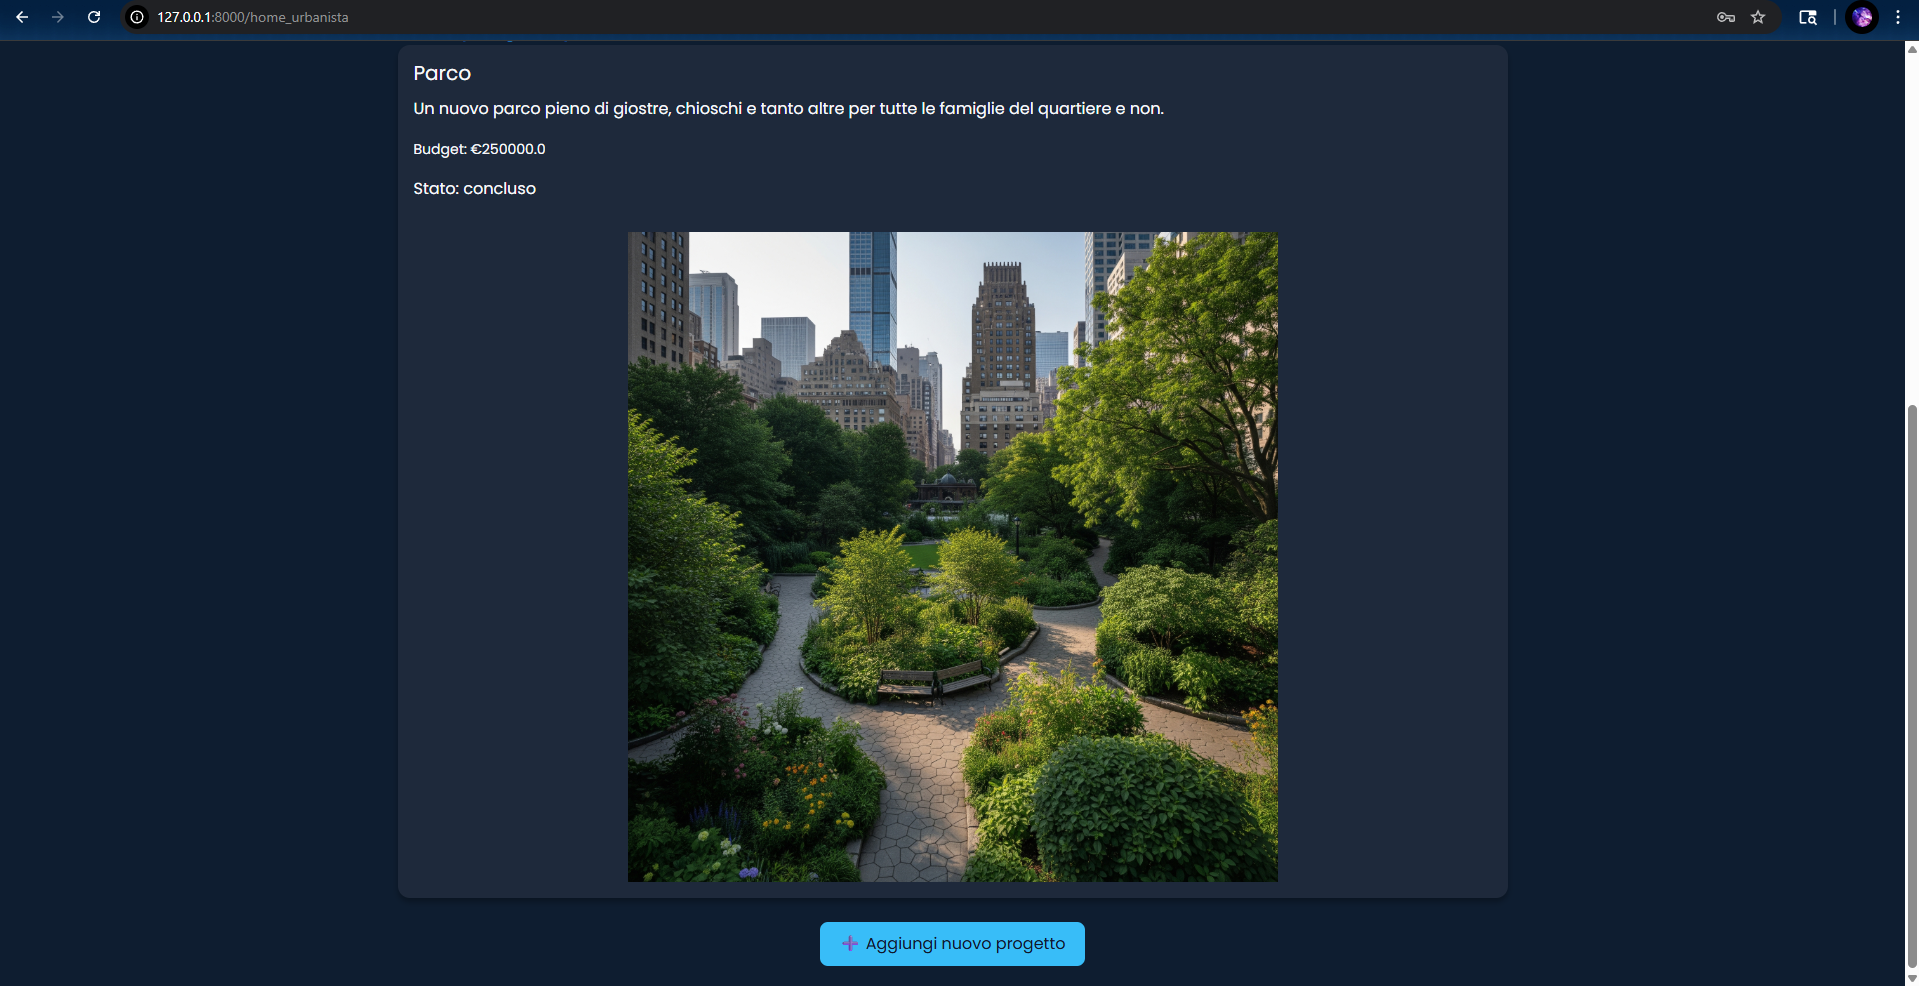 127.0.0.1:8000/home_urbanista
Parco
Un nuovo parco pieno di giostre, chioschi e tanto altre per tutte le famiglie del quartiere e non.
Budget: €250000.0
Stato: concluso
Aggiungi nuovo progetto